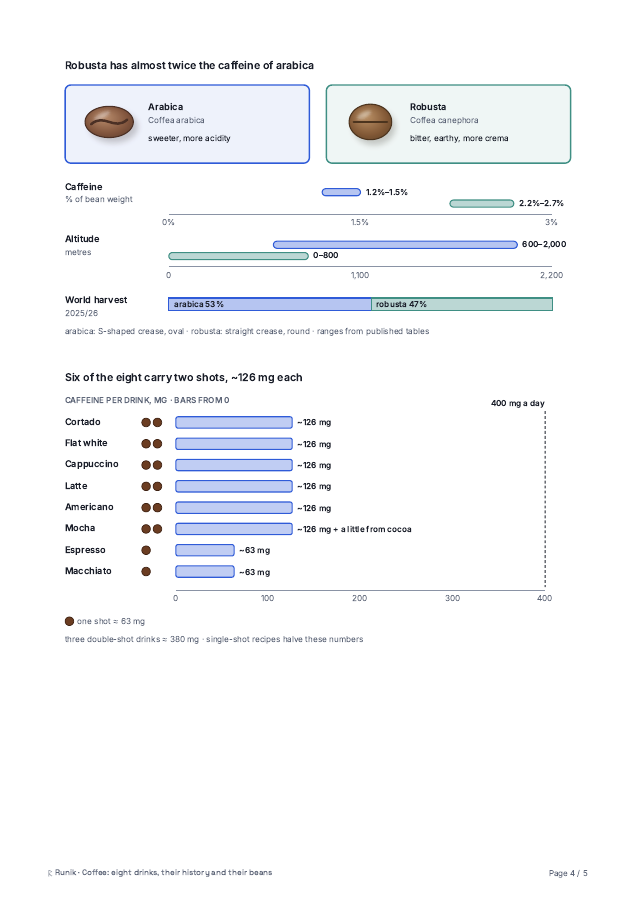 Robusta has almost twice the caffeine of arabica
Arabica
Coffea arabica
sweeter, more acidity
Robusta
Coffea canephora
bitter, earthy, more crema
Caffeine
% of bean weight
1.2%–1.5%
2.2%–2.7%
0% 1.5% 3%
Altitude
metres
600–2,000
0–800
0 1,100 2,200
World harvest
2025/26
arabica 53% robusta 47%
arabica: S-shaped crease, oval · robusta: straight crease, round · ranges from published tables
Six of the eight carry two shots, ~126 mg each
CAFFEINE PER DRINK, MG · BARS FROM 0
400 mg a day
Cortado ~126 mg
Flat white ~126 mg
Cappuccino ~126 mg
Latte ~126 mg
Americano ~126 mg
Mocha ~126 mg + a little from cocoa
Espresso ~63 mg
Macchiato ~63 mg
0 100 200 300 400
one shot ≈ 63 mg
three double-shot drinks ≈ 380 mg · single-shot recipes halve these numbers
Runik · Coffee: eight drinks, their history and their beans
Page 4 / 5